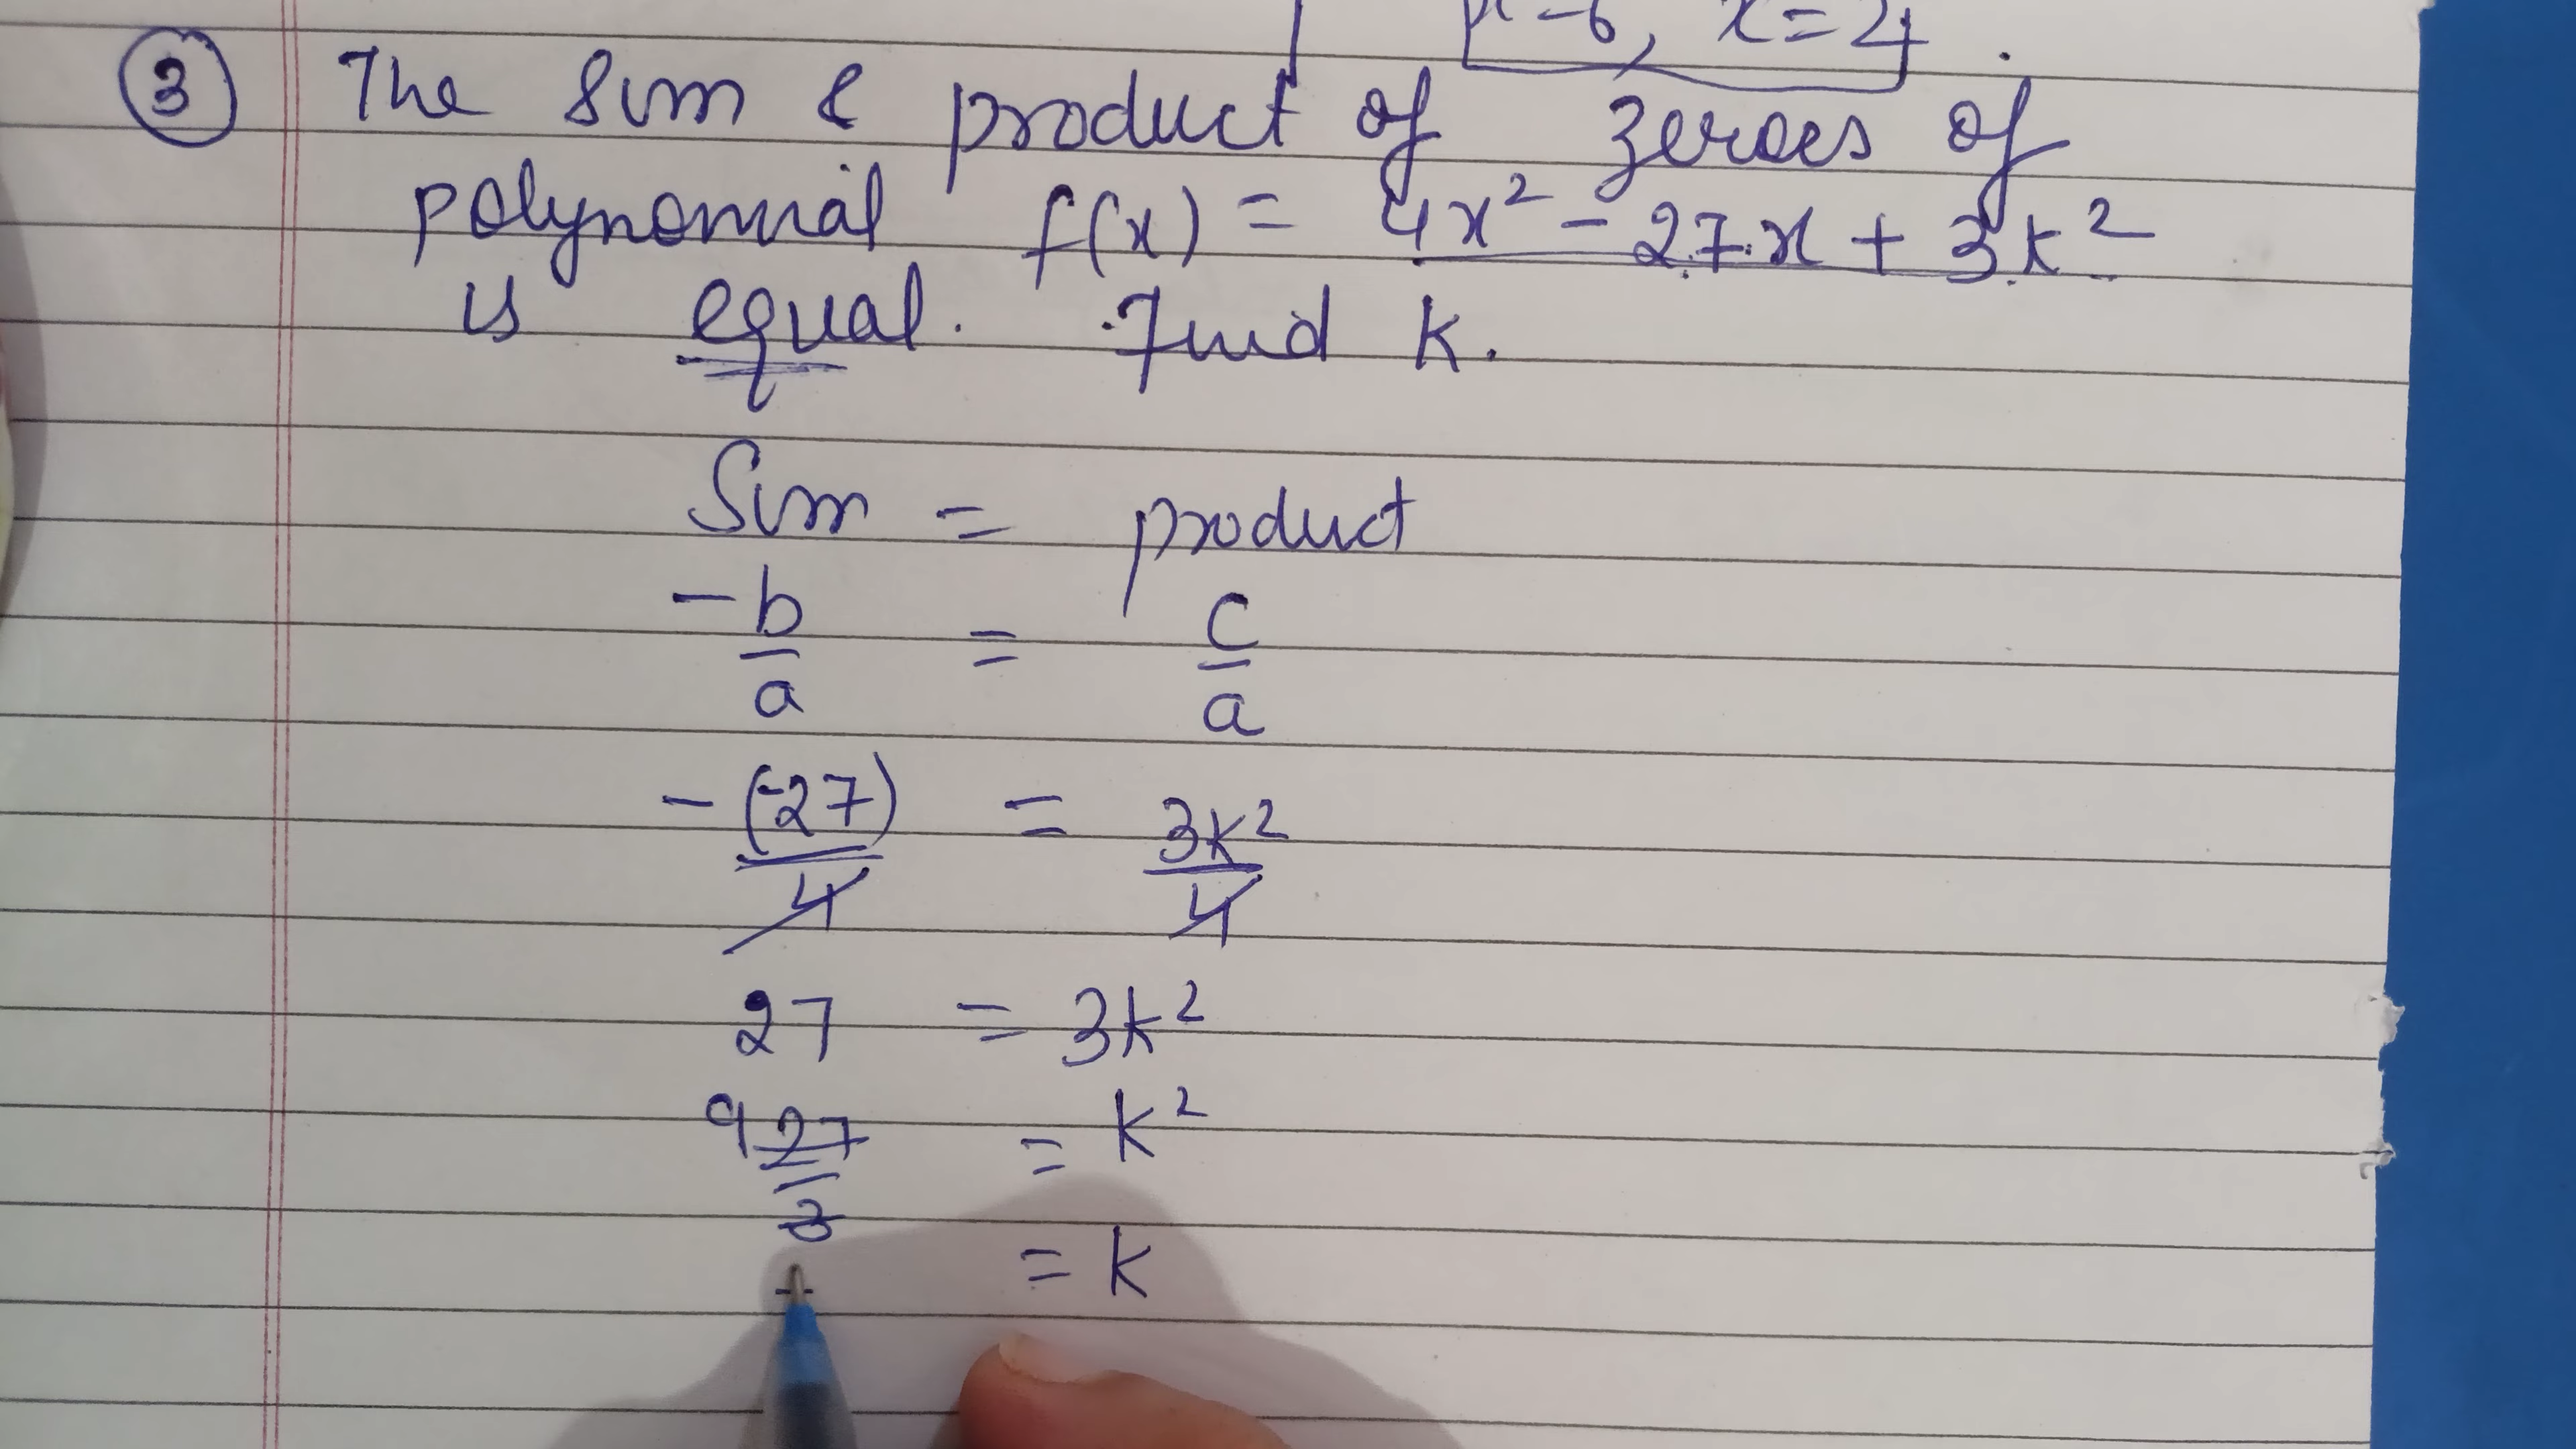 x-6, x=4
③ The sum & product of zeroes of
polynomial f(x) = 4x² - 27x + 3k²
is equal. Find k.
Sum = product
-b/a = c/a
-(-27)/4 = 3k²/4
27 = 3k²
9 27/3 = k²
= k